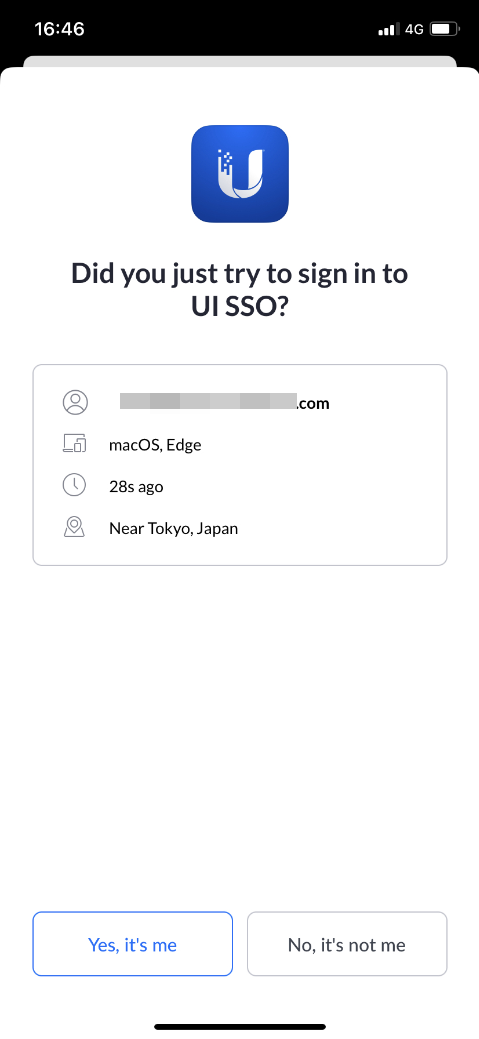 16:46
4G
Did you just try to sign in to
UI SSO?
.com
macOS, Edge
28s ago
Near Tokyo, Japan
Yes, it's me
No, it's not me